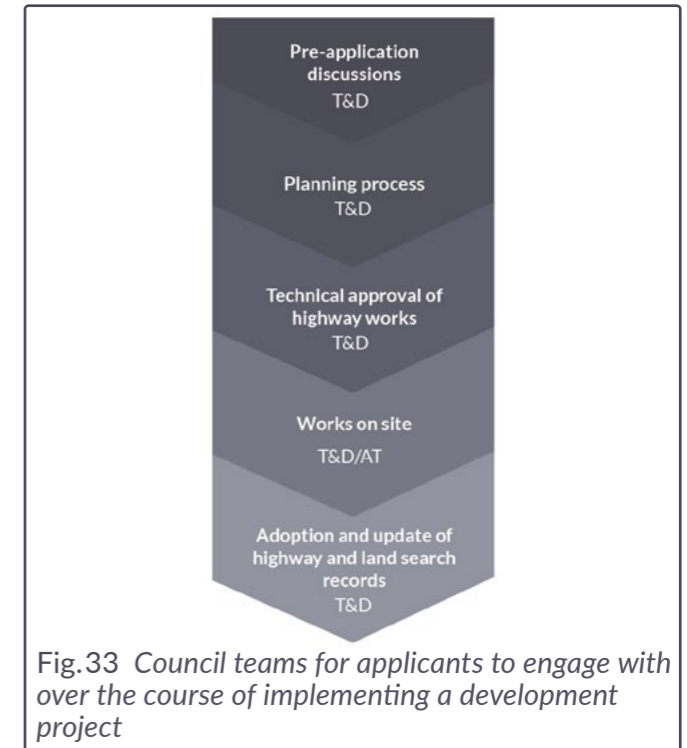 Pre-application
discussions
T&D
Planning process
T&D
Technical approval of
highway works
T&D
Works on site
T&D/AT
Adoption and update of
highway and land search
records
T&D
Fig.33 Council teams for applicants to engage with
over the course of implementing a development
project